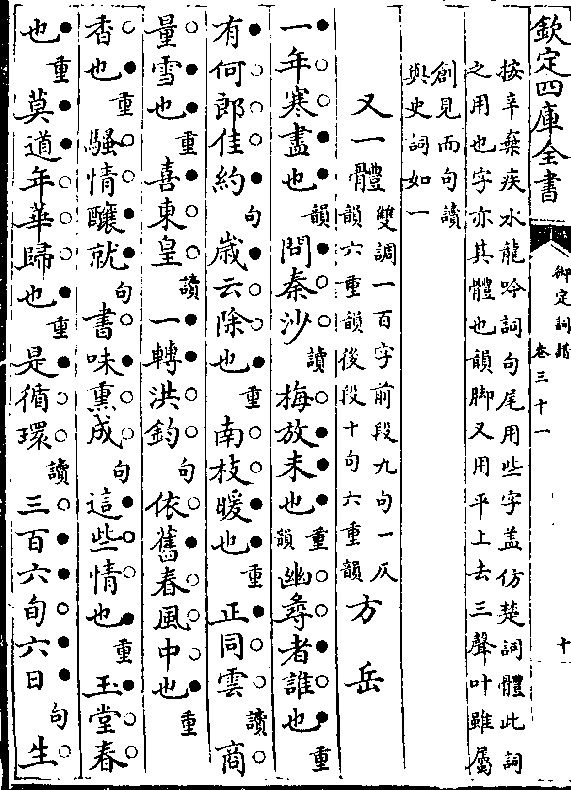 欽定四庫全書
御定詞譜
卷三十一
十一
按辛棄疾水龍吟詞句尾用些字蓋仿楚詞體此詞
之用也字亦其體也韻脚又用平上去三聲叶雖屬
創見而句讀
與史詞如一
又一體 雙調一百字前段九句一仄
韻六重韻後段十句六重韻 方岳
一年寒盡也韻問秦沙讀梅放未也重韻幽尋者誰也重
有何郎佳約句歲云除也重南枝暖也重正同雲讀商
量雪也重喜東皇讀一轉洪鈞句依舊春風中也重
香也重騷情釀就句書味熏成句這些情也重玉堂春
也重莫道年華歸也重是循環讀三百六旬六日句生